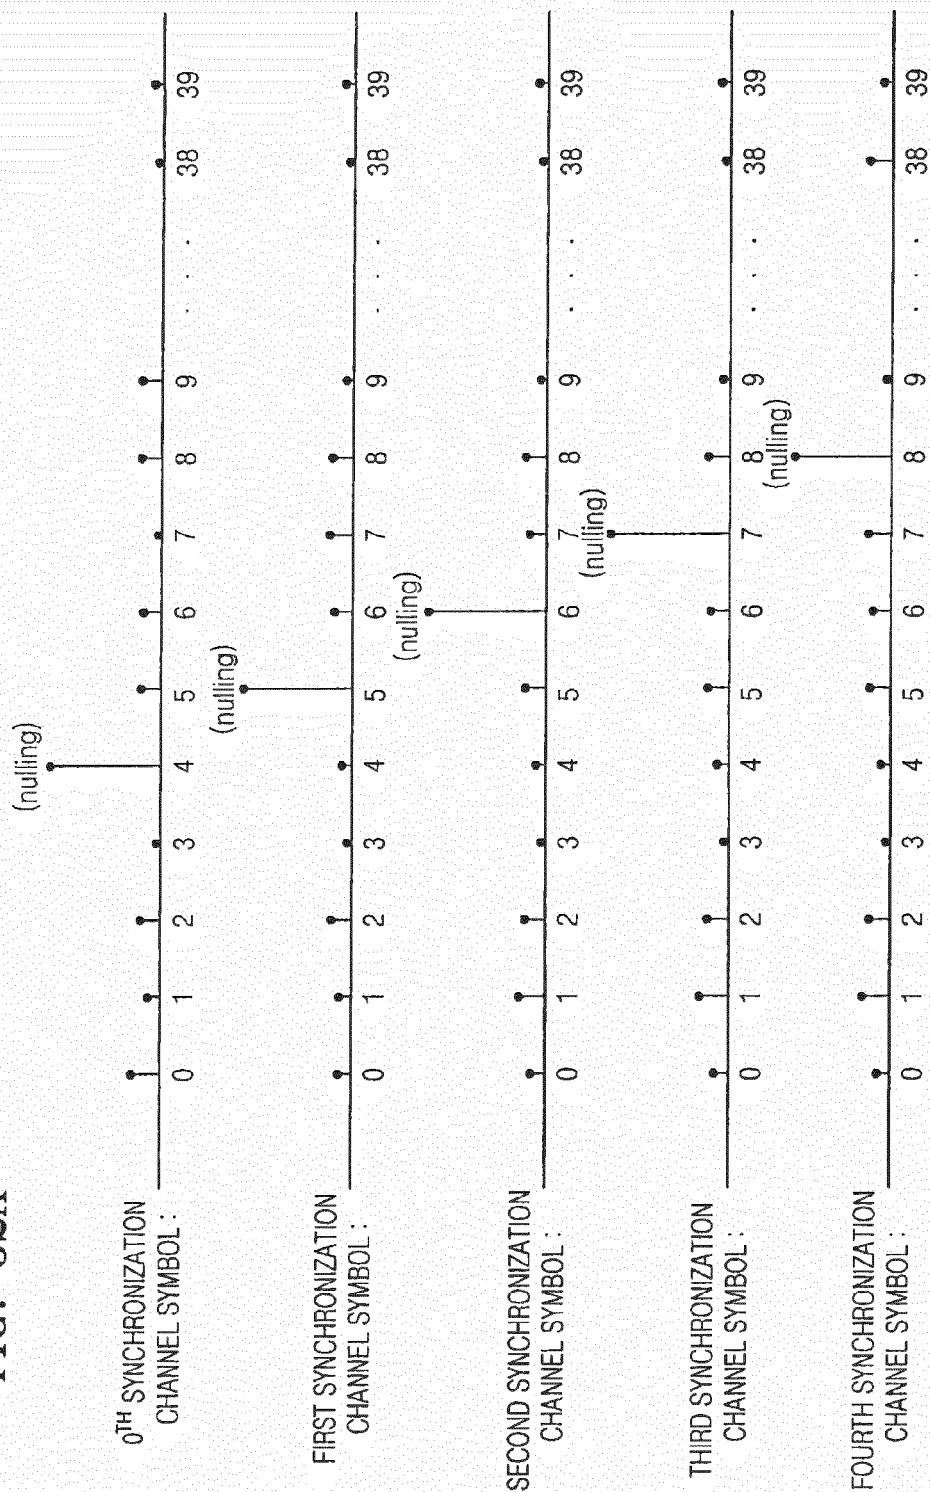 FIG.
(nulling)
0TH SYNCHRONIZATION
CHANNEL SYMBOL :
0 1 2 3 4 5 6 7 8 9 . . . 38 39
(nulling)
FIRST SYNCHRONIZATION
CHANNEL SYMBOL :
0 1 2 3 4 5 6 7 8 9 . . . 38 39
(nulling)
SECOND SYNCHRONIZATION
CHANNEL SYMBOL :
0 1 2 3 4 5 6 7 8 9 . . . 38 39
(nulling)
THIRD SYNCHRONIZATION
CHANNEL SYMBOL :
0 1 2 3 4 5 6 7 8 9 . . . 38 39
(nulling)
FOURTH SYNCHRONIZATION
CHANNEL SYMBOL :
0 1 2 3 4 5 6 7 8 9 . . . 38 39